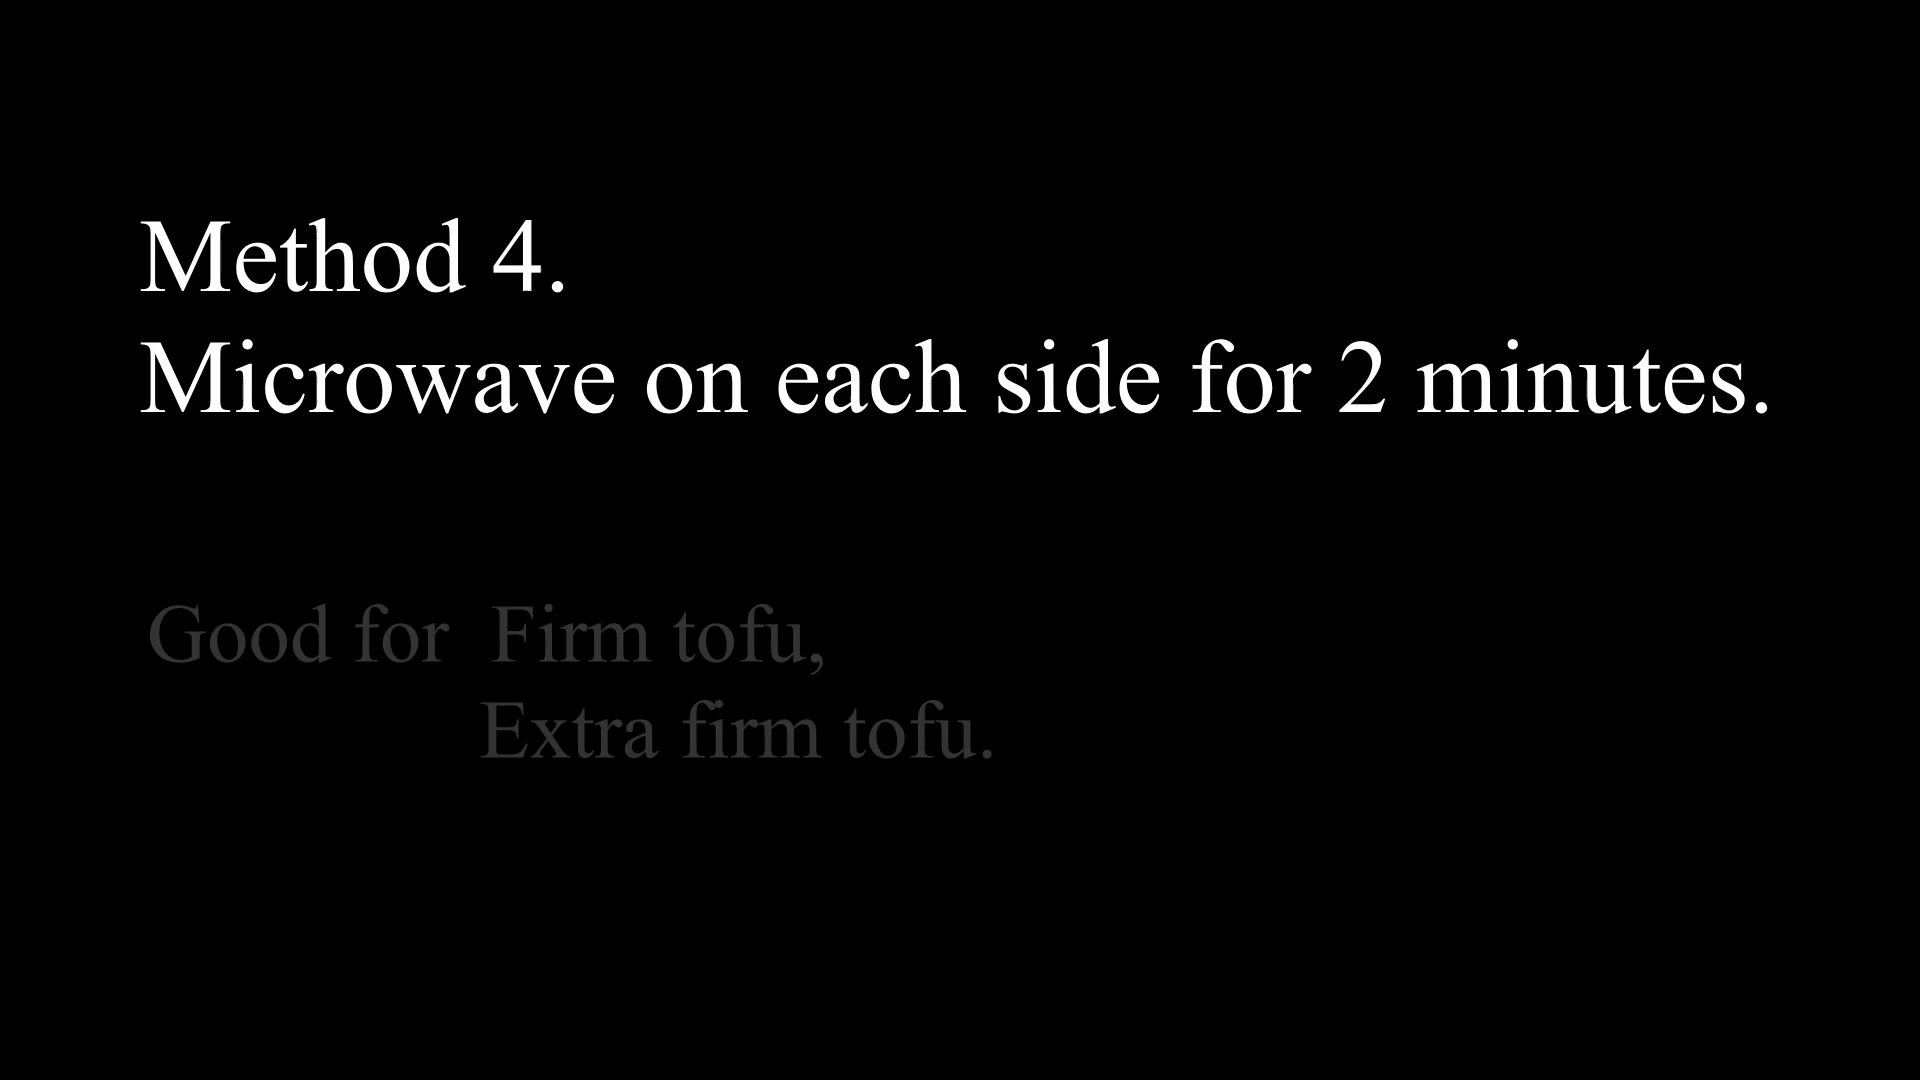 Method 4.
Microwave on each side for 2 minutes.
Good for  Firm tofu,
Extra firm tofu.